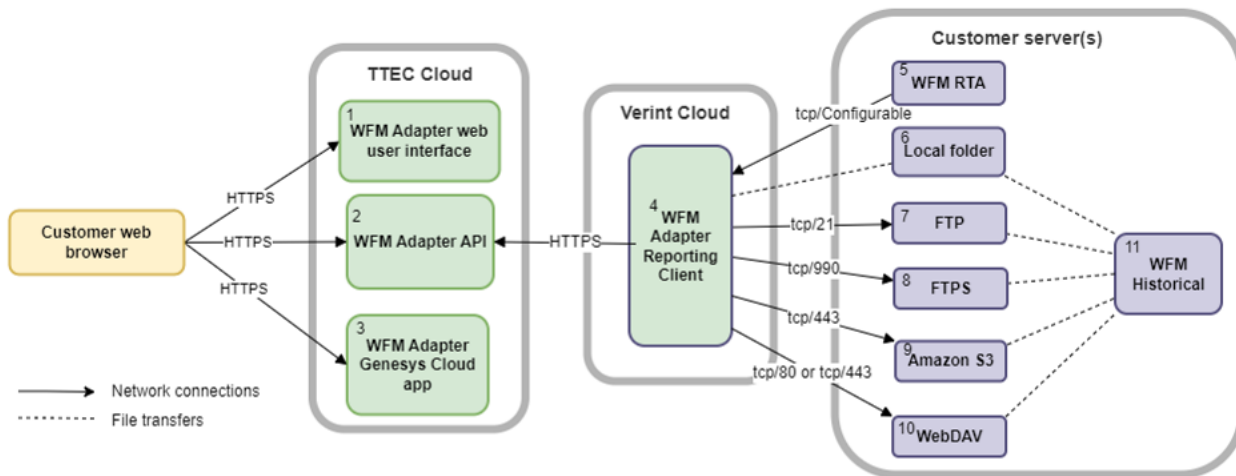 TTEC Cloud
1
WFM Adapter web
user interface
2
WFM Adapter API
3
WFM Adapter
Genesys Cloud
app
Customer web
browser
HTTPS
HTTPS
HTTPS
HTTPS
Verint Cloud
4
WFM
Adapter
Reporting
Client
tcp/Configurable
tcp/21
tcp/990
tcp/443
tcp/80 or tcp/443
Customer server(s)
5
WFM RTA
6
Local folder
7
FTP
8
FTPS
9
Amazon S3
10
WebDAV
11
WFM
Historical
Network connections
File transfers